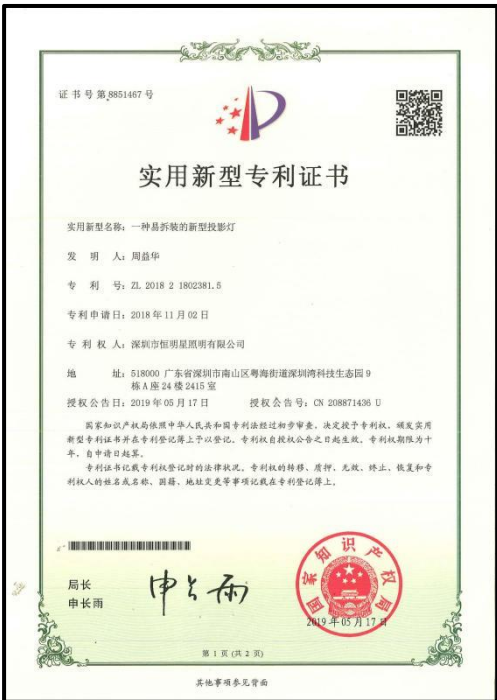 证书号第8851467号
实用新型专利证书
实用新型名称：一种易拆装的新型投影灯
发 明 人：周益华
专 利 号：ZL 2018 2 1802381.5
专利申请日：2018年11月02日
专 利 权 人：深圳市恒明星照明有限公司
地 址：518000 广东省深圳市南山区粤海街道深圳湾科技生态园9
栋A座24楼2415室
授权公告日：2019年05月17日 授权公告号：CN 208871436 U
国家知识产权局依照中华人民共和国专利法经过初步审查，决定授予专利权，颁发实用
新型专利证书并在专利登记簿上予以登记。专利权自授权公告之日起生效。专利权期限为十
年，自申请日起算。
专利证书记载专利权登记时的法律状况。专利权的转移、质押、无效、终止、恢复和专
利权人的姓名或名称、国籍、地址变更等事项记载在专利登记簿上。
局长
申长雨
申长雨
国家知识产权局
2019年05月17日
第 1 页 (共 2 页)
其他事项参见背面